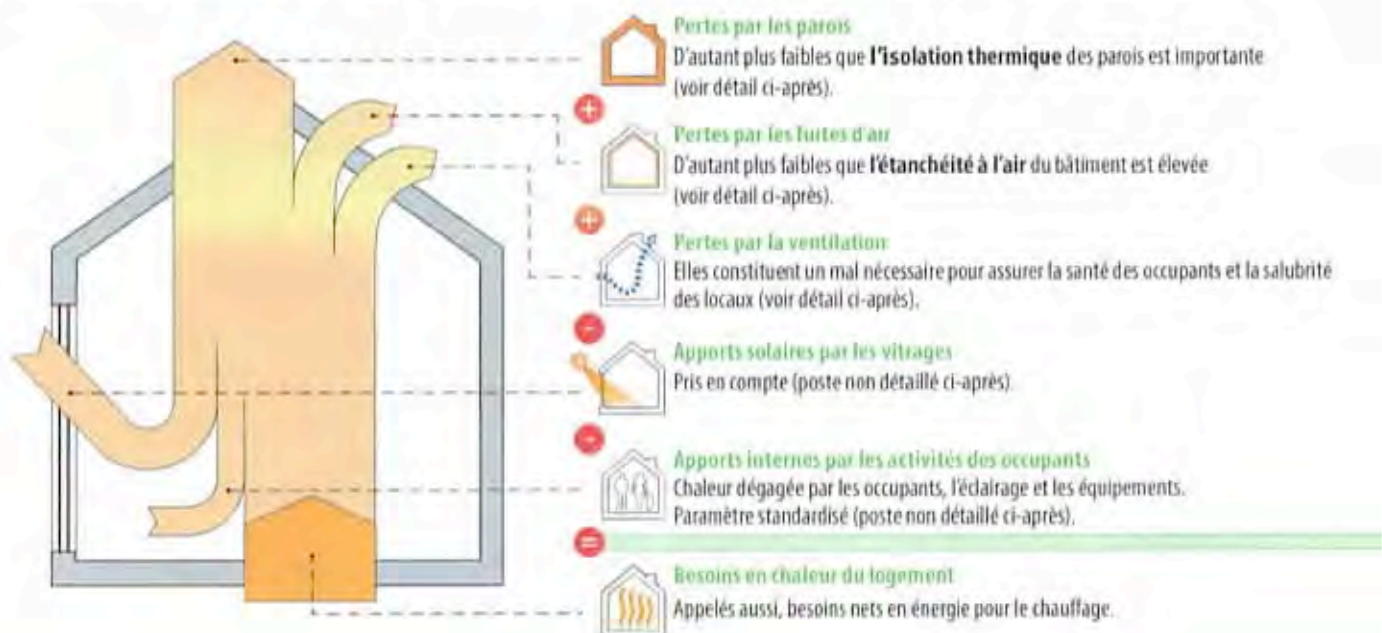 Pertes par les parois
D'autant plus faibles que l'isolation thermique des parois est importante
(voir détail ci-après).
+
Pertes par les fuites d'air
D'autant plus faibles que l'étanchéité à l'air du bâtiment est élevée
(voir détail ci-après).
+
Pertes par la ventilation
Elles constituent un mal nécessaire pour assurer la santé des occupants et la salubrité
des locaux (voir détail ci-après).
-
Apports solaires par les vitrages
Pris en compte (poste non détaillé ci-après).
-
Apports internes par les activités des occupants
Chaleur dégagée par les occupants, l'éclairage et les équipements.
Paramètre standardisé (poste non détaillé ci-après).
=
Besoins en chaleur du logement
Appelés aussi, besoins nets en énergie pour le chauffage.